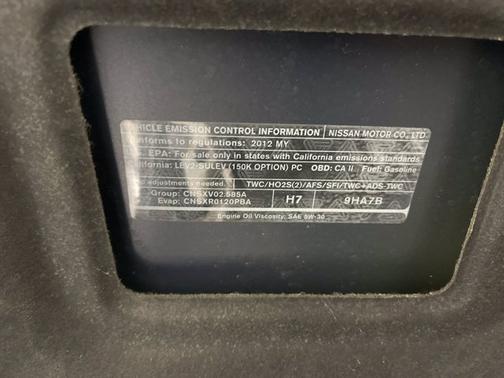 VEHICLE EMISSION CONTROL INFORMATION NISSAN MOTOR CO., LTD.
Conforms to regulations: 2012 MY
EPA: For sale only in states with California emissions standards
California: LEV2-SULEV (150K OPTION) PC OBD: CA II Fuel: Gasoline
adjustments needed. TWC/HO2S(2)/AFS/SFI/TWC+ADS-TWC
Group: CNSXV02.585A
Evap: CNSXR0120PBA H7 9HA7B
Engine Oil Viscosity: SAE 5W-30